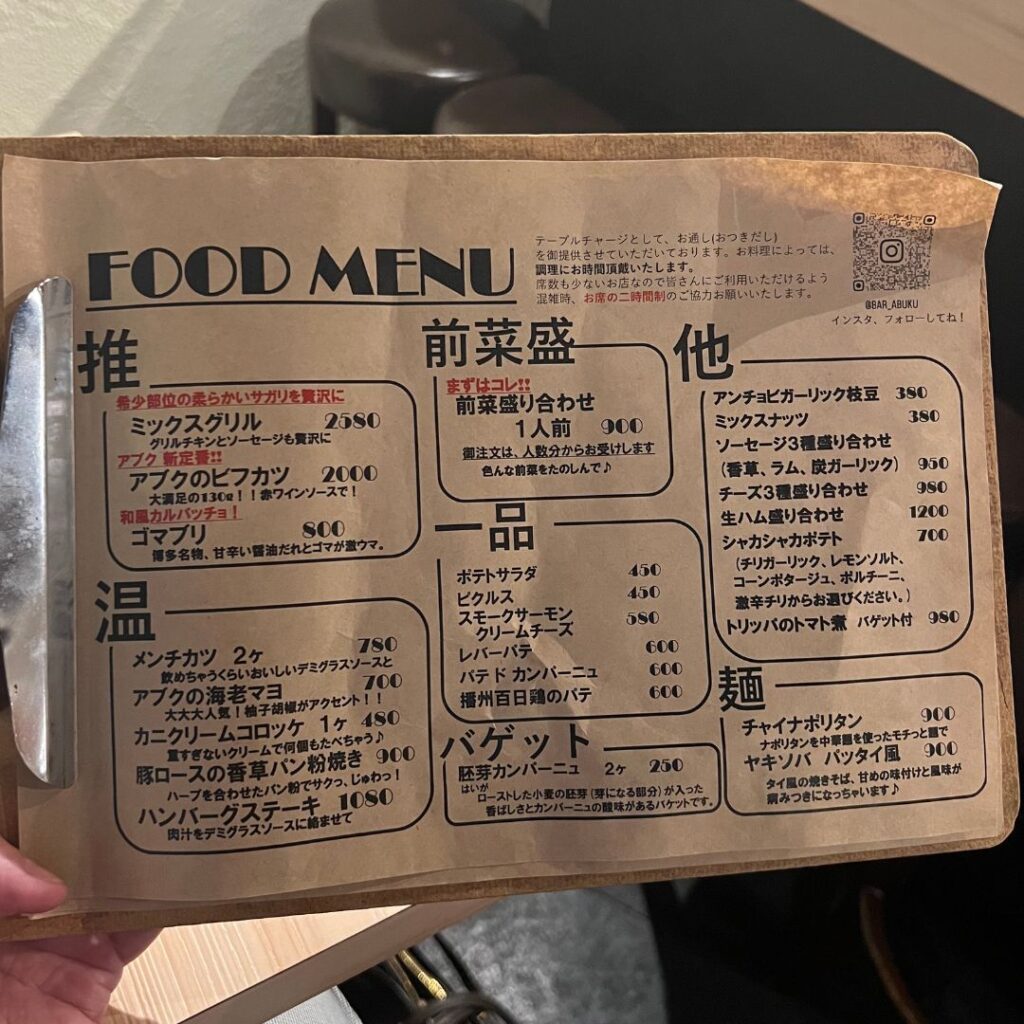 FOOD MENU
テーブルチャージとして、お通し(おつきだし)
を御提供させていただいております。お料理によっては、
調理にお時間頂戴いたします。
席数も少ないお店なので皆さんにご利用いただけるよう
混雑時、お席の二時間制のご協力お願いいたします。
@BAR_ABUKU
インスタ、フォローしてね!
推
希少部位の柔らかいサガリを贅沢に
ミックスグリル 2580
グリルチキンとソーセージも贅沢に
アブク 新定番!!
アブクのビフカツ 2000
大満足の130g!!赤ワインソースで!
和風カルパッチョ!
ゴマブリ 800
博多名物、甘辛い醤油だれとゴマが激ウマ。
温
メンチカツ 2ヶ 780
飲めちゃうくらいおいしいデミグラスソースと
アブクの海老マヨ 700
大大大人気!柚子胡椒がアクセント!!
カニクリームコロッケ 1ヶ 480
重すぎないクリームで何個もたべちゃう♪
豚ロースの香草パン粉焼き 900
ハーブを合わせたパン粉でサクっ、じゅわっ!
ハンバーグステーキ 1080
肉汁をデミグラスソースに絡ませて
前菜盛
まずはコレ!!
前菜盛り合わせ
1人前 900
御注文は、人数分からお受けします
色んな前菜をたのしんで♪
一品
ポテトサラダ 450
ピクルス 450
スモークサーモン 580
クリームチーズ
レバーパテ 600
パテド カンパーニュ 600
播州百日鶏のパテ 600
バゲット
胚芽カンパーニュ 2ヶ 250
はいが
ローストした小麦の胚芽(芽になる部分)が入った
香ばしさとカンパーニュの酸味があるバゲットです。
他
アンチョビガーリック枝豆 380
ミックスナッツ 380
ソーセージ3種盛り合わせ
(香草、ラム、炭ガーリック) 950
チーズ3種盛り合わせ 980
生ハム盛り合わせ 1200
シャカシャカポテト 700
(チリガーリック、レモンソルト、
コーンポタージュ、ポルチーニ、
激辛チリからお選びください。)
トリッパのトマト煮 バゲット付 980
麺
チャイナポリタン 900
ナポリタンを中華麺を使ったモチっと麺で
ヤキソバ パッタイ風 900
タイ風の焼きそば、甘めの味付けと風味が
病みつきになっちゃいます♪